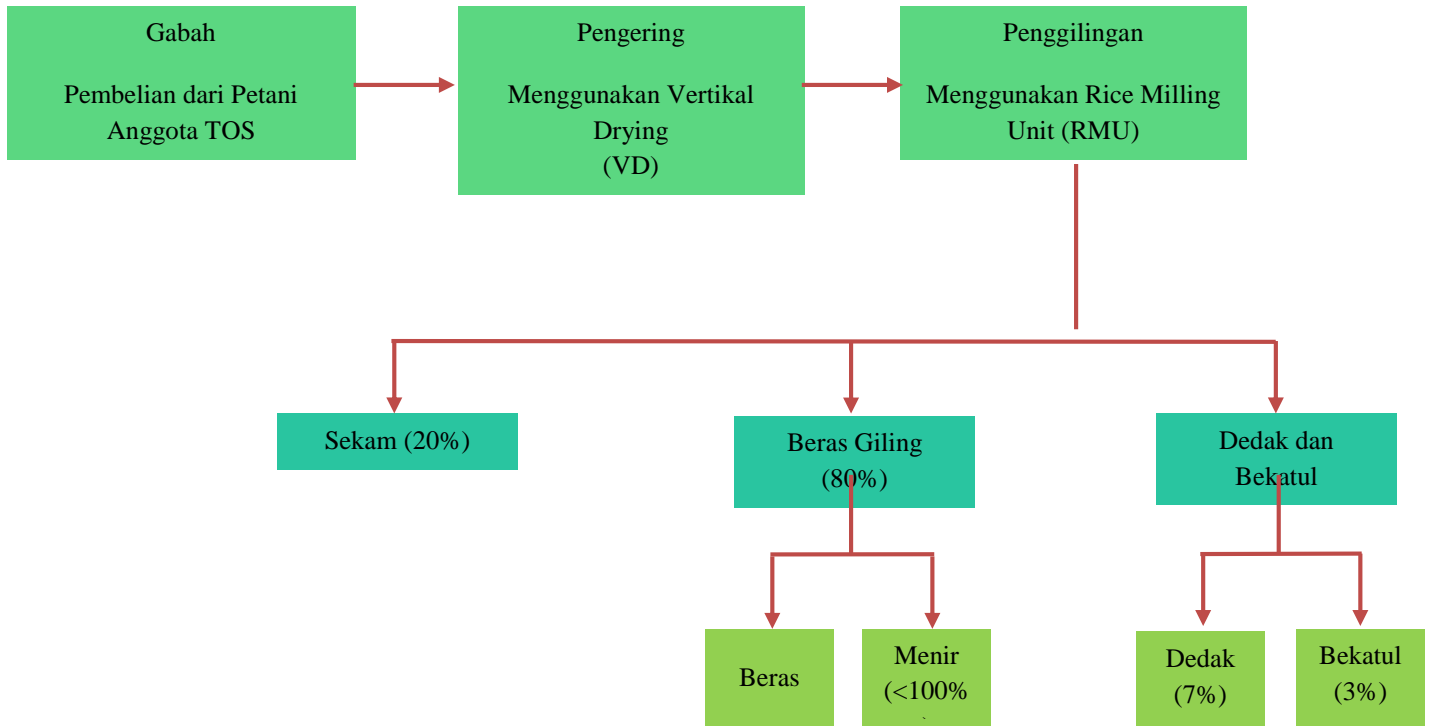 Gabah
Pembelian dari Petani
Anggota TOS
Pengering
Menggunakan Vertikal
Drying
(VD)
Penggilingan
Menggunakan Rice Milling
Unit (RMU)
Sekam (20%)
Beras Giling
(80%)
Dedak dan
Bekatul
Beras
Menir
(<100%
Dedak
(7%)
Bekatul
(3%)